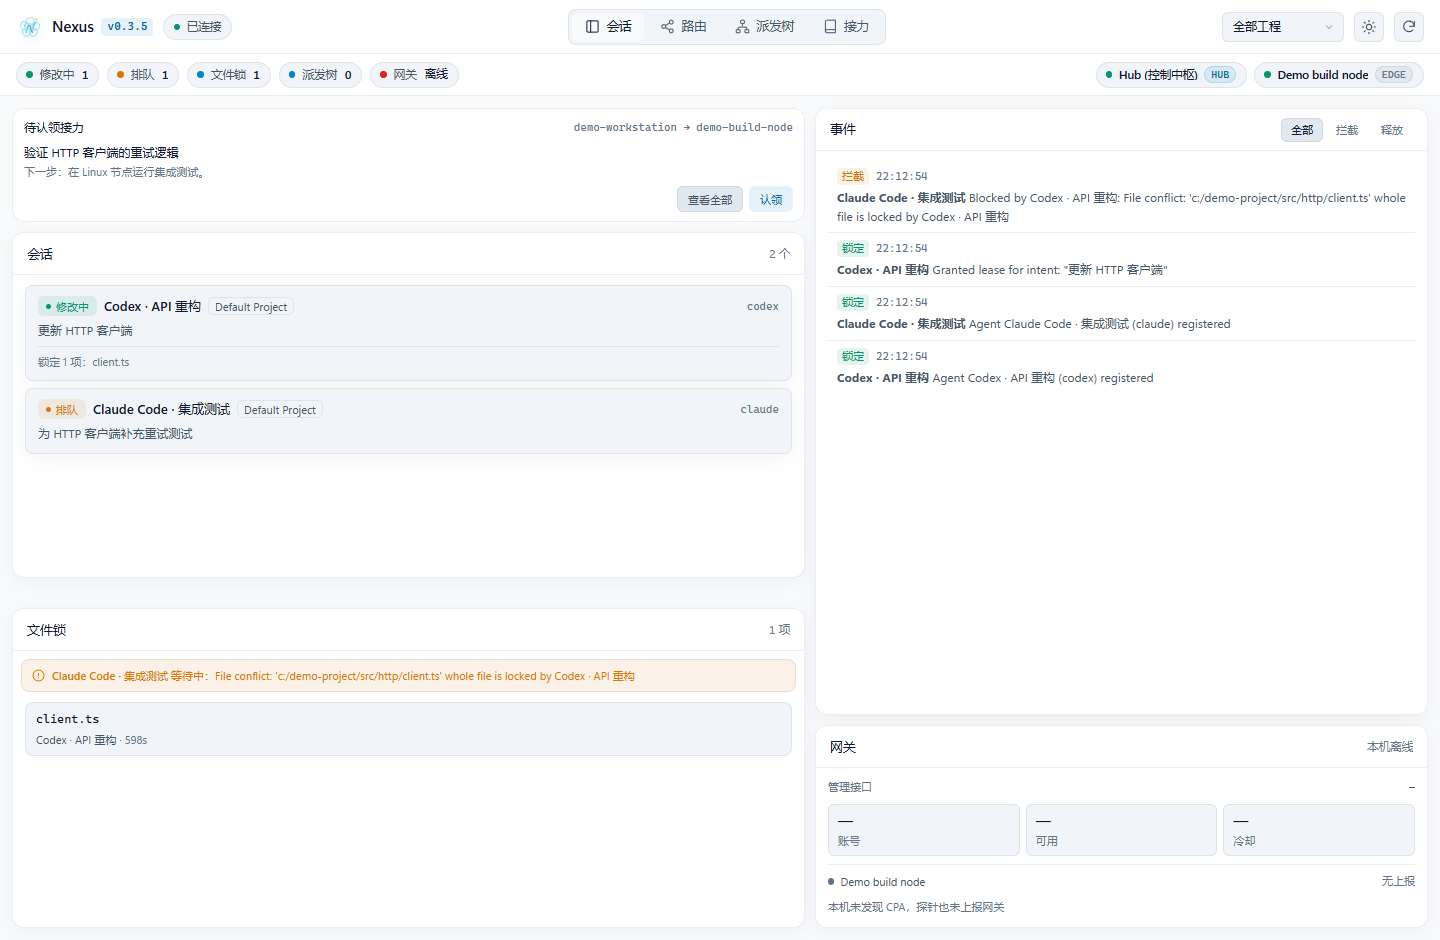 Nexus v0.3.5 已连接
会话 路由 派发树 接力
全部工程
修改中 1 排队 1 文件锁 1 派发树 0 网关 离线
Hub (控制中枢) HUB Demo build node EDGE
待认领接力 demo-workstation → demo-build-node
验证 HTTP 客户端的重试逻辑
下一步：在 Linux 节点运行集成测试。
查看全部 认领
会话 2 个
修改中 Codex · API 重构 Default Project codex
更新 HTTP 客户端
锁定 1 项：client.ts
排队 Claude Code · 集成测试 Default Project claude
为 HTTP 客户端补充重试测试
文件锁 1 项
Claude Code · 集成测试 等待中：File conflict: 'c:/demo-project/src/http/client.ts' whole file is locked by Codex · API 重构
client.ts
Codex · API 重构 · 598s
事件 全部 拦截 释放
拦截 22:12:54
Claude Code · 集成测试 Blocked by Codex · API 重构: File conflict: 'c:/demo-project/src/http/client.ts' whole
file is locked by Codex · API 重构
锁定 22:12:54
Codex · API 重构 Granted lease for intent: "更新 HTTP 客户端"
锁定 22:12:54
Claude Code · 集成测试 Agent Claude Code · 集成测试 (claude) registered
锁定 22:12:54
Codex · API 重构 Agent Codex · API 重构 (codex) registered
网关 本机离线
管理接口 –
— — —
账号 可用 冷却
Demo build node 无上报
本机未发现 CPA，探针也未上报网关